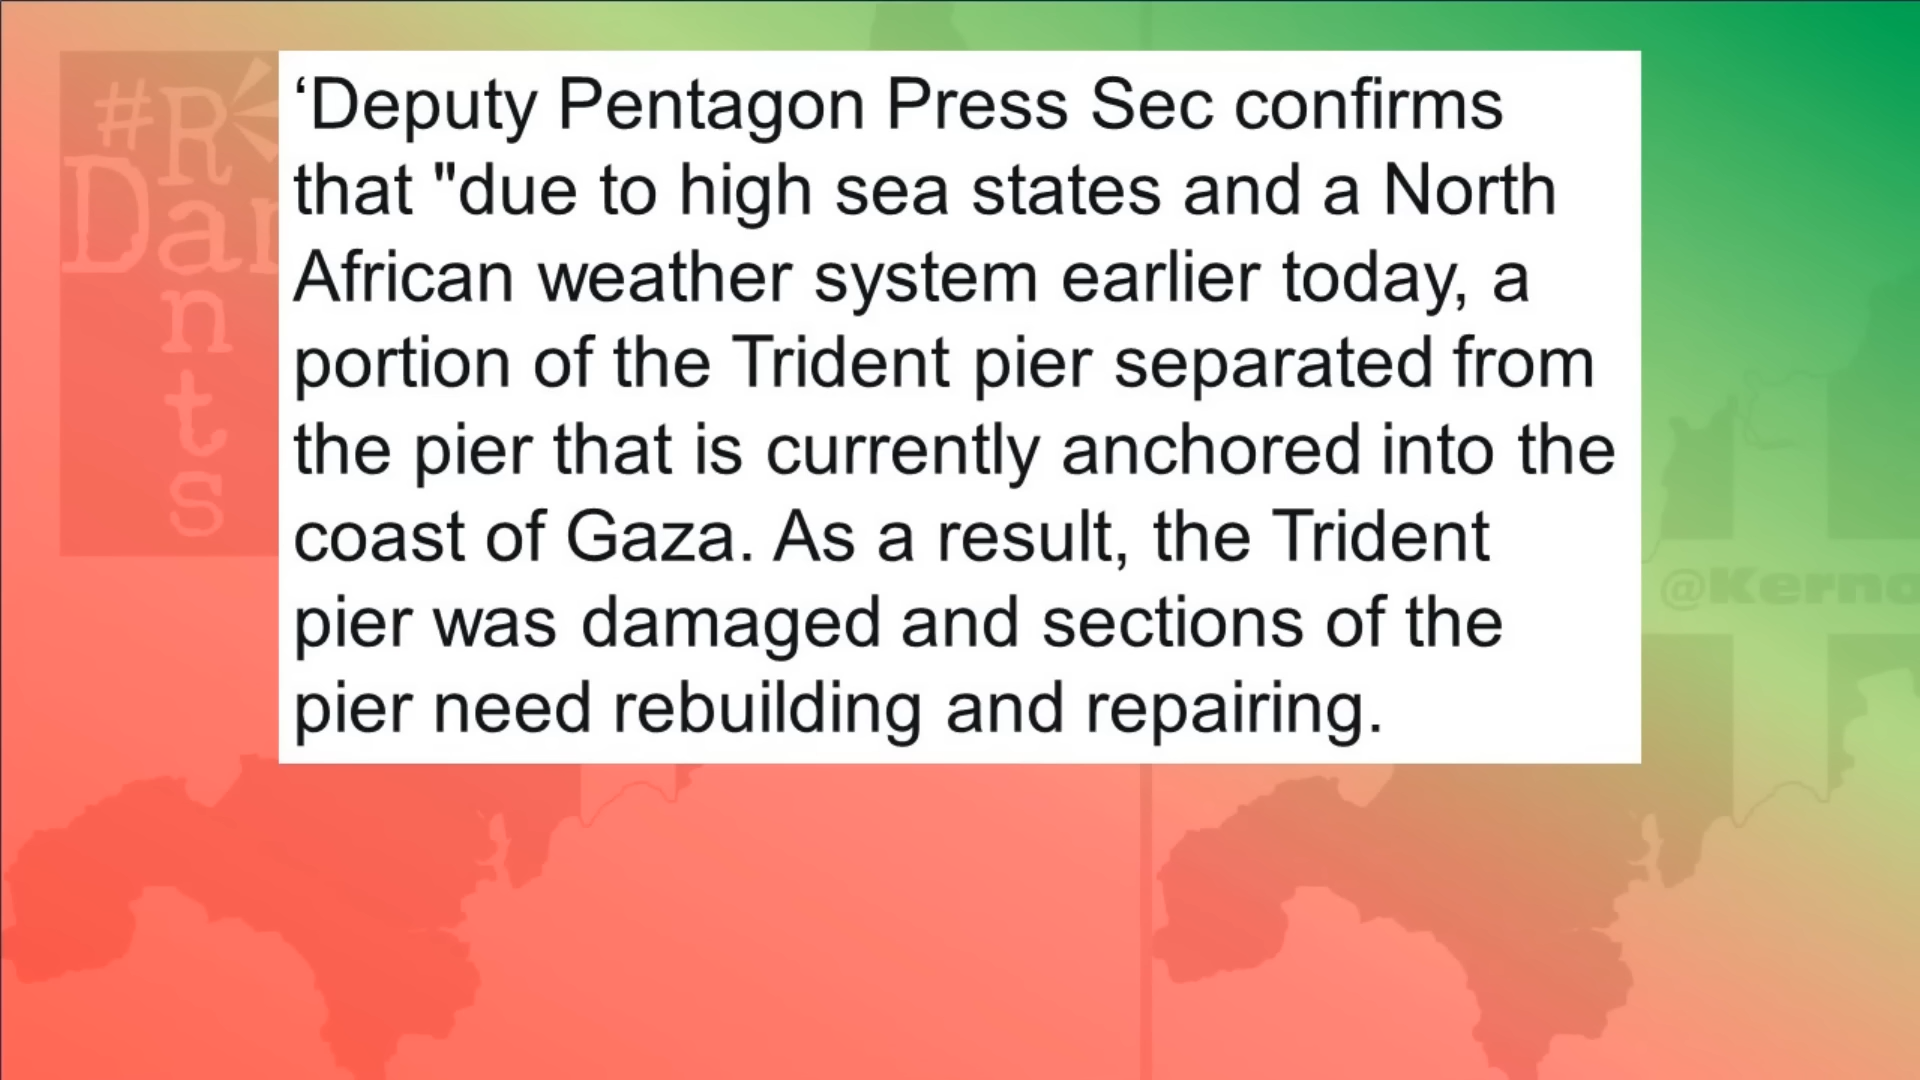 #R
Dan
n
t
s
‘Deputy Pentagon Press Sec confirms
that "due to high sea states and a North
African weather system earlier today, a
portion of the Trident pier separated from
the pier that is currently anchored into the
coast of Gaza. As a result, the Trident
pier was damaged and sections of the
pier need rebuilding and repairing.
@Kerno